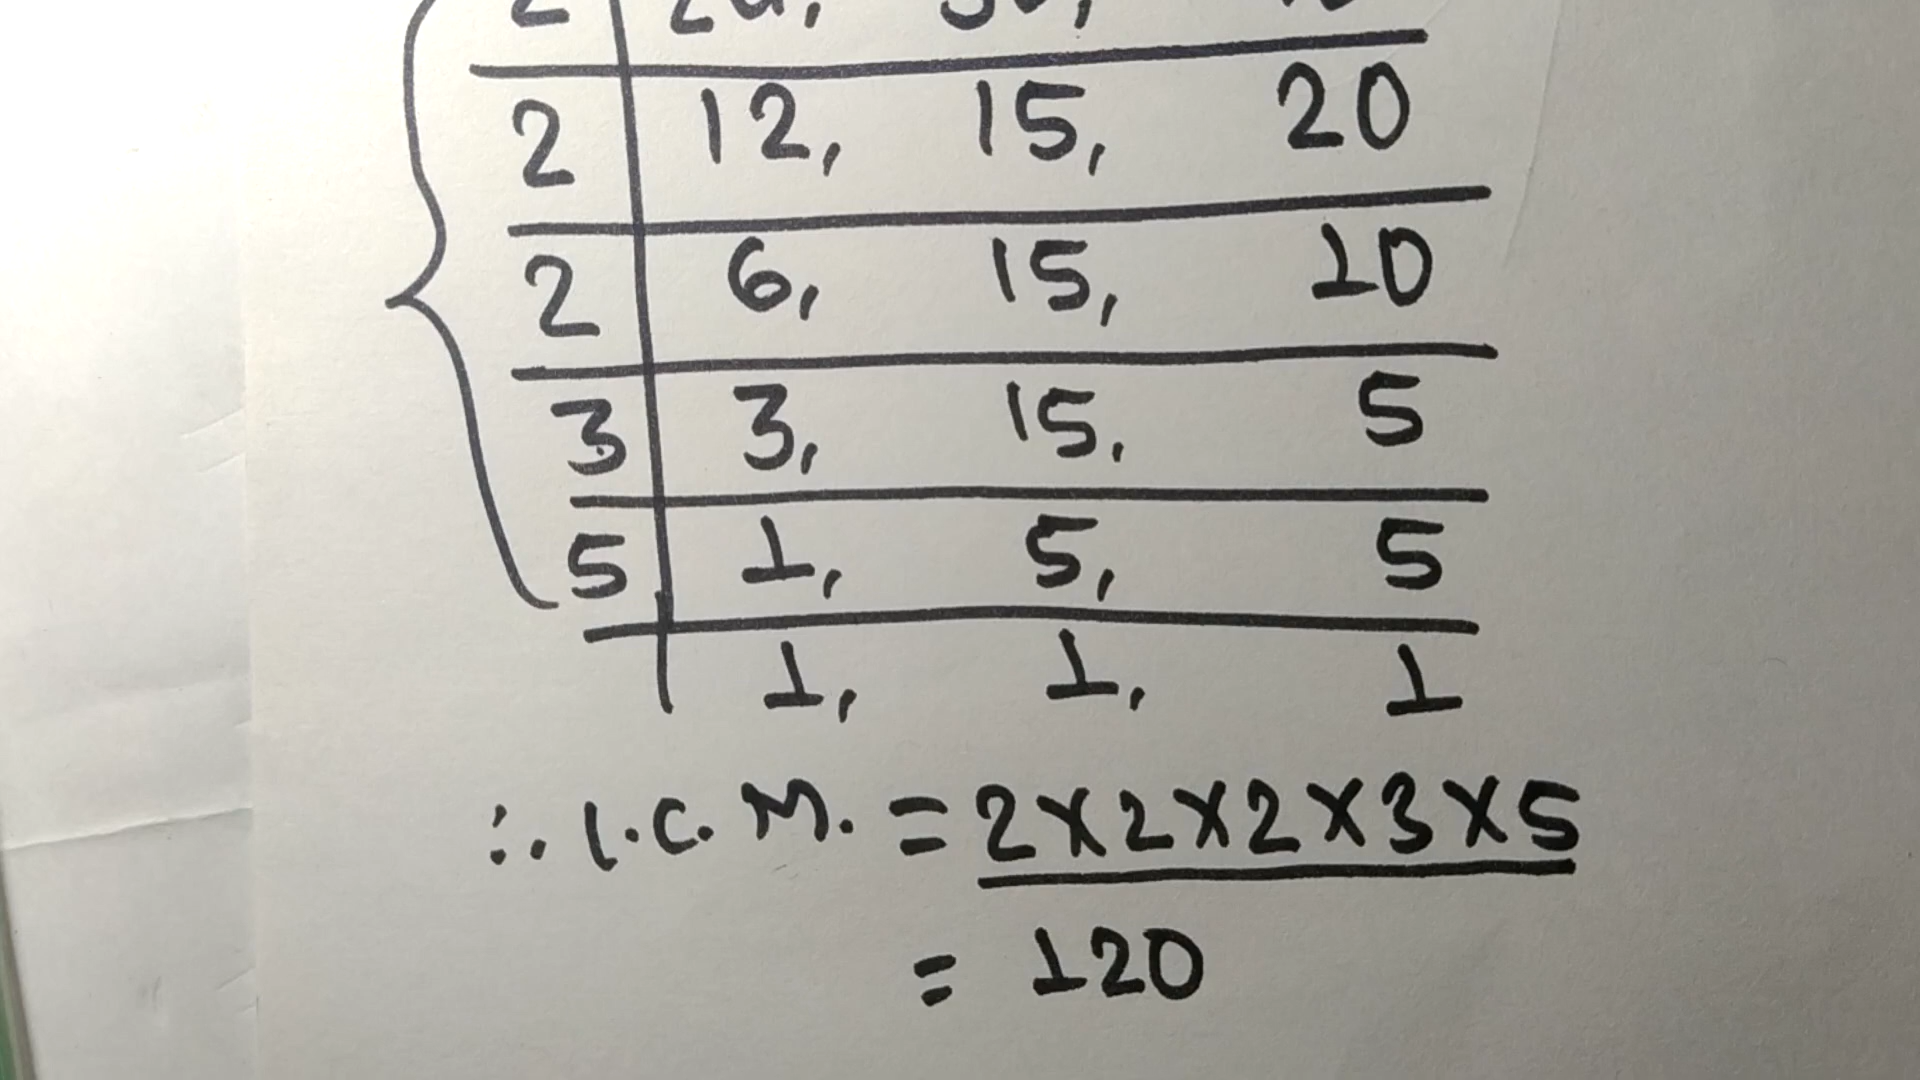 2 | 12, 15, 20
2 | 6, 15, 10
3 | 3, 15, 5
5 | 1, 5, 5
1, 1, 1
∴ L.C.M. = 2×2×2×3×5
= 120